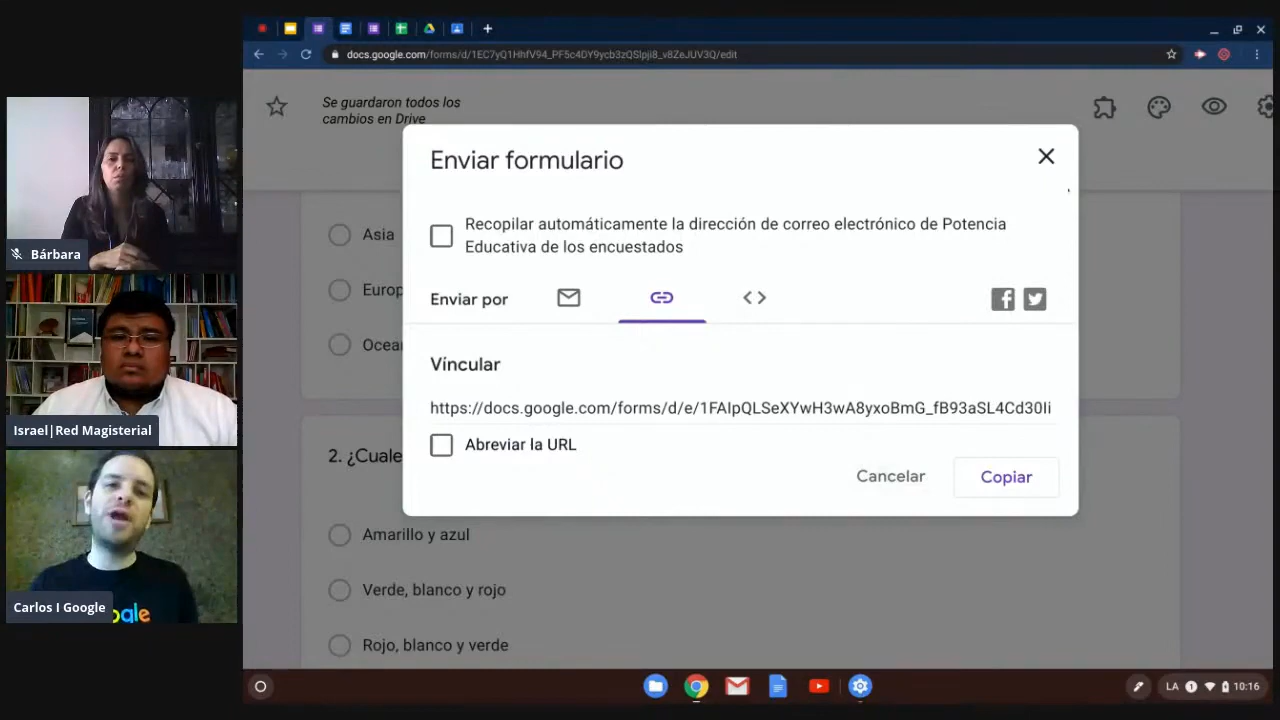 docs.google.com/forms/d/1EC7yQ1HhfV94_PF5c4DY9ycb3zQSlpji8_v8ZeJUV3Q/edit
Se guardaron todos los
cambios en Drive
Enviar formulario
Recopilar automáticamente la dirección de correo electrónico de Potencia
Educativa de los encuestados
Asia
Europ
Enviar por
Ocea
Vincular
https://docs.google.com/forms/d/e/1FAIpQLSeXYwH3wA8yxoBmG_fB93aSL4Cd30Ii
Abreviar la URL
2. ¿Cuale
Cancelar
Copiar
Amarillo y azul
Verde, blanco y rojo
Rojo, blanco y verde
Bárbara
Israel|Red Magisterial
Carlos I Google
ogle
LA 1 10:16